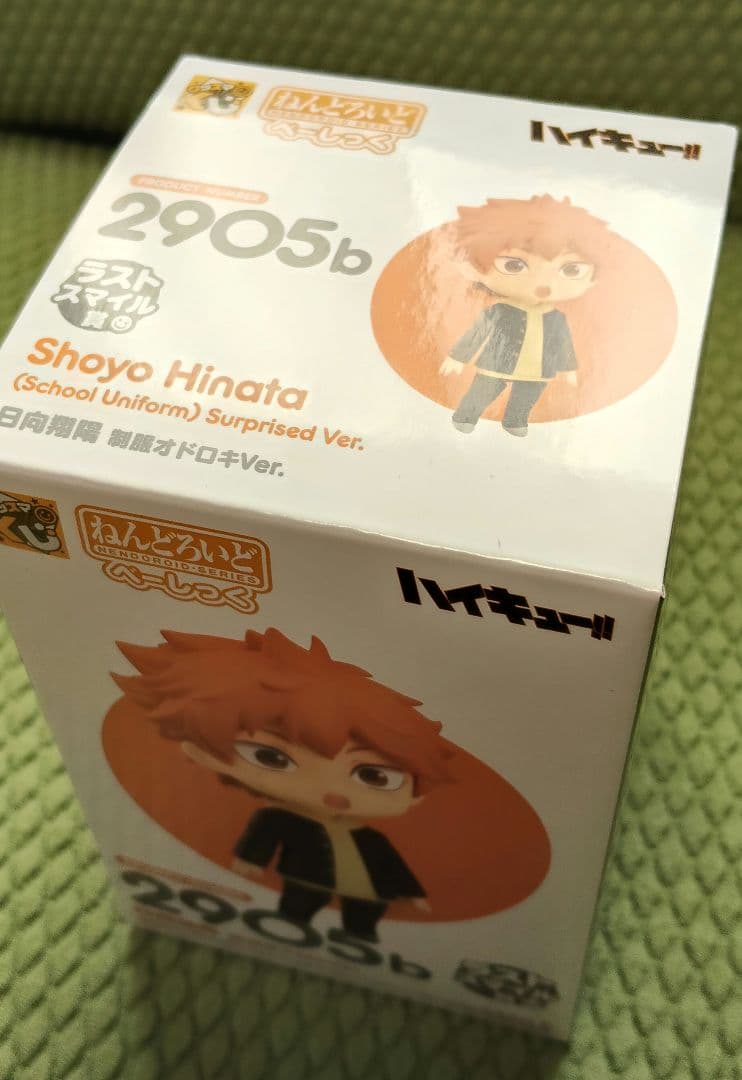 ねんどろいど
べーしっく
ハイキュー!!
PRODUCT NUMBER
2905b
ラスト
スマイル
賞
Shoyo Hinata
(School Uniform) Surprised Ver.
日向翔陽 制服オドロキVer.
ねんどろいど
NENDOROID·SERIES
べーしっく
ハイキュー!!
2905b